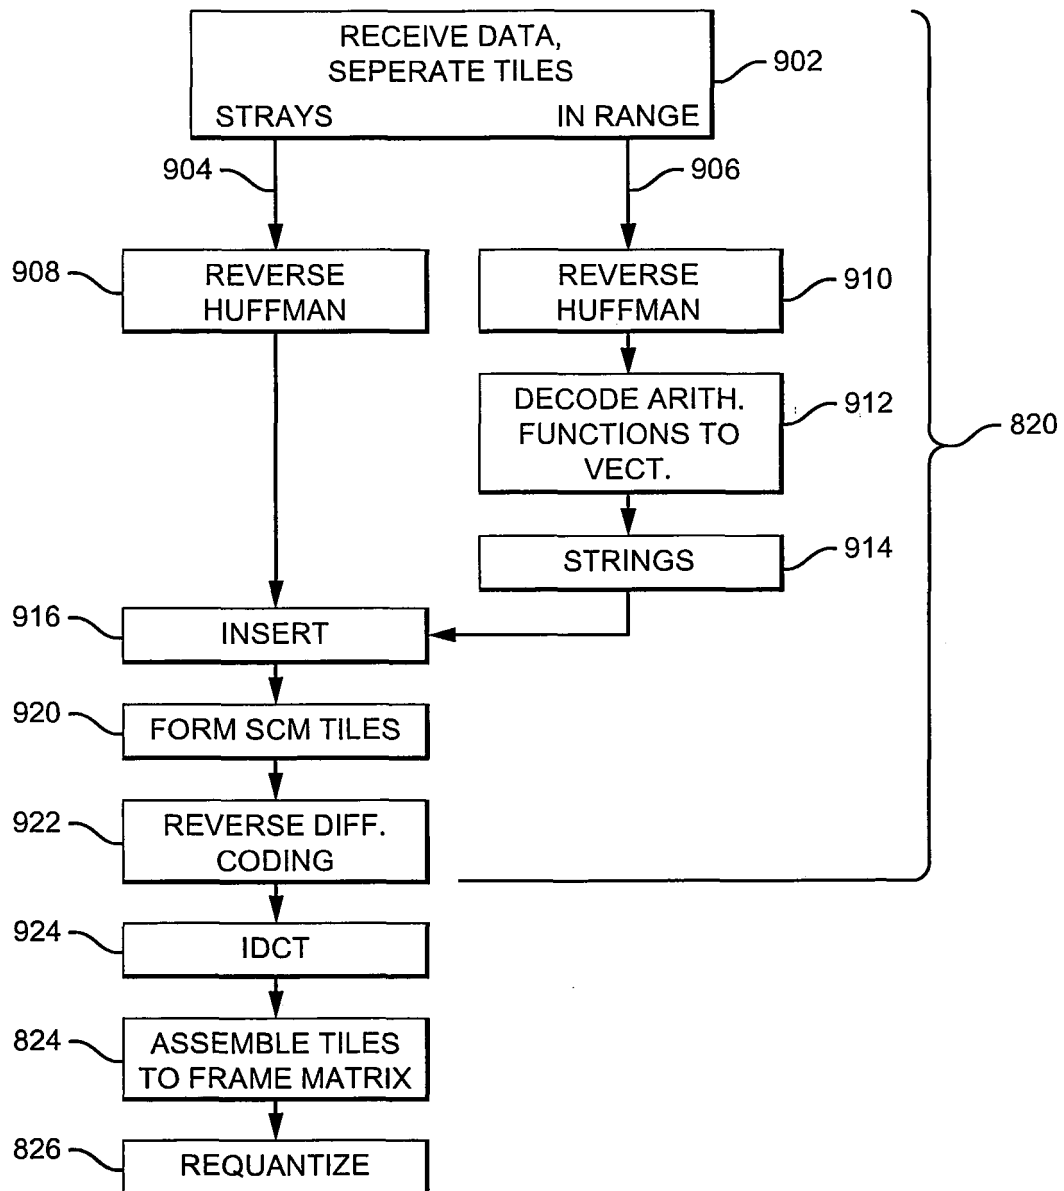 RECEIVE DATA,
SEPERATE TILES
902
STRAYS
IN RANGE
904
906
908
REVERSE
HUFFMAN
REVERSE
HUFFMAN
910
DECODE ARITH.
FUNCTIONS TO
VECT.
912
820
STRINGS
914
916
INSERT
920
FORM SCM TILES
922
REVERSE DIFF.
CODING
924
IDCT
824
ASSEMBLE TILES
TO FRAME MATRIX
826
REQUANTIZE